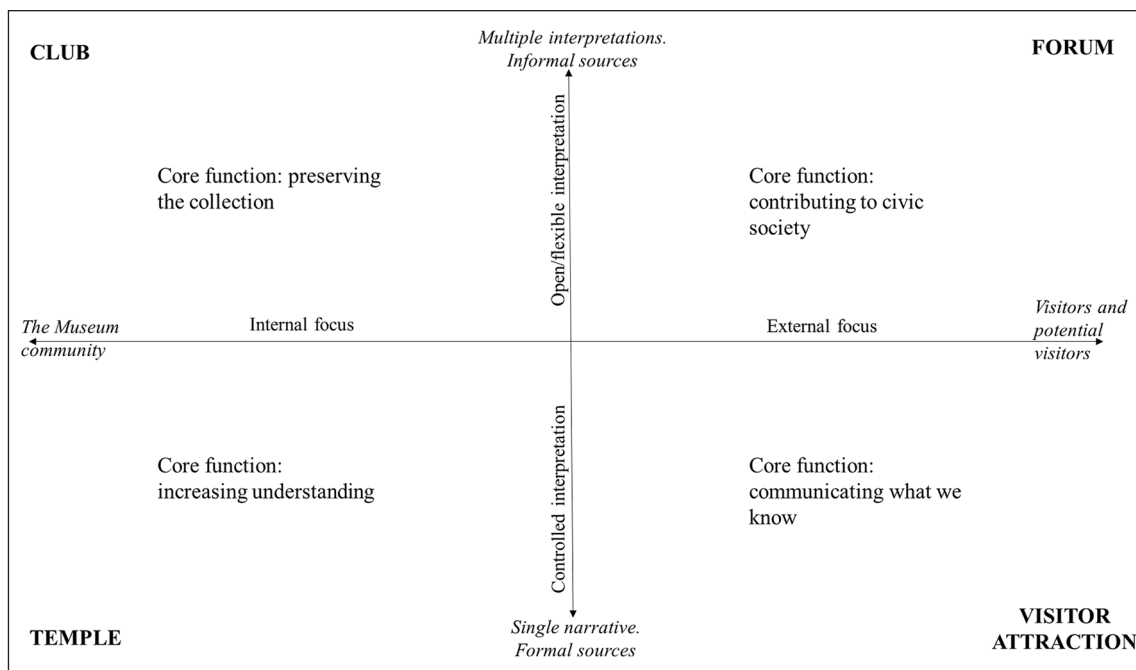 CLUB
Multiple interpretations.
Informal sources
FORUM
Core function: preserving
the collection
Open/flexible interpretation
Core function:
contributing to civic
society
The Museum
community
Internal focus
External focus
Visitors and
potential
visitors
Core function:
increasing understanding
Controlled interpretation
Core function:
communicating what we
know
TEMPLE
Single narrative.
Formal sources
VISITOR
ATTRACTION